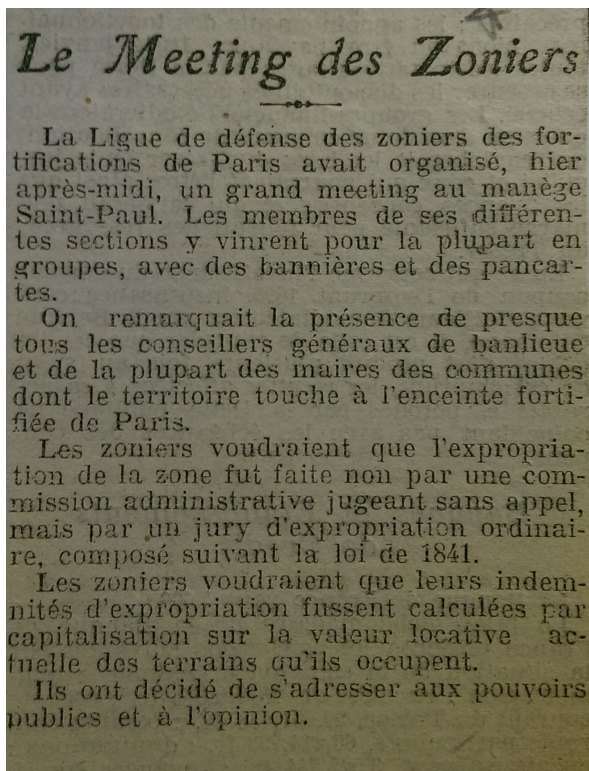 Le Meeting des Zoniers
La Ligue de défense des zoniers des for-
tifications de Paris avait organisé, hier
après-midi, un grand meeting au manège
Saint-Paul. Les membres de ses différen-
tes sections y vinrent pour la plupart en
groupes, avec des bannières et des pancar-
tes.
On remarquait la présence de presque
tous les conseillers généraux de banlieue
et de la plupart des maires des communes
dont le territoire touche à l'enceinte forti-
fiée de Paris.
Les zoniers voudraient que l'expropria-
tion de la zone fut faite non par une com-
mission administrative jugeant sans appel,
mais par un jury d'expropriation ordinai-
re, composé suivant la loi de 1841.
Les zoniers voudraient que leurs indem-
nités d'expropriation fussent calculées par
capitalisation sur la valeur locative ac-
tuelle des terrains qu'ils occupent.
Ils ont décidé de s'adresser aux pouvoirs
publics et à l'opinion.